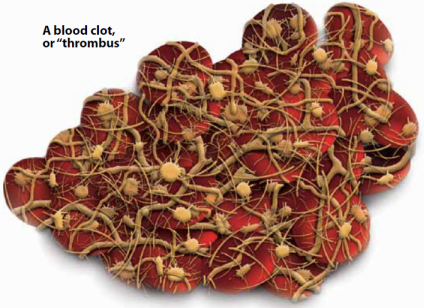 A blood clot,
or “thrombus”